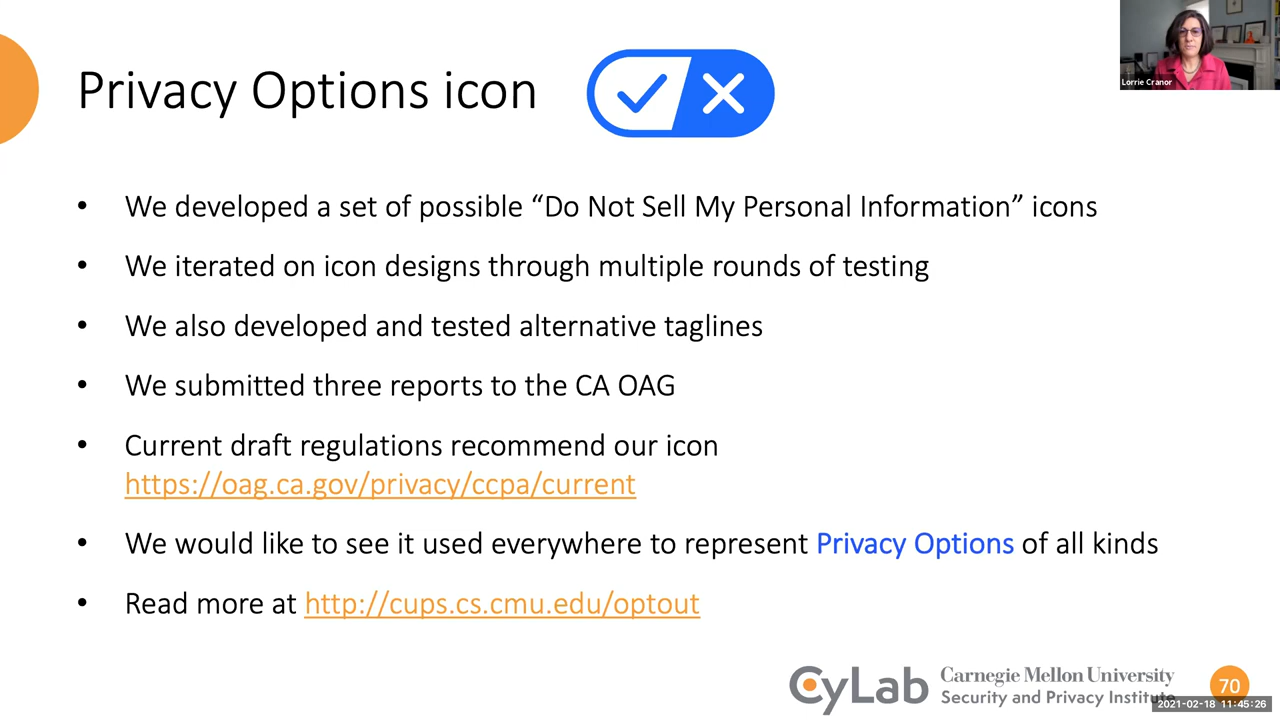 Privacy Options icon
Lorrie Cranor
• We developed a set of possible “Do Not Sell My Personal Information” icons
• We iterated on icon designs through multiple rounds of testing
• We also developed and tested alternative taglines
• We submitted three reports to the CA OAG
• Current draft regulations recommend our icon
https://oag.ca.gov/privacy/ccpa/current
• We would like to see it used everywhere to represent Privacy Options of all kinds
• Read more at http://cups.cs.cmu.edu/optout
CyLab
Carnegie Mellon University
Security and Privacy Institute
70
2021-02-18 11:45:26